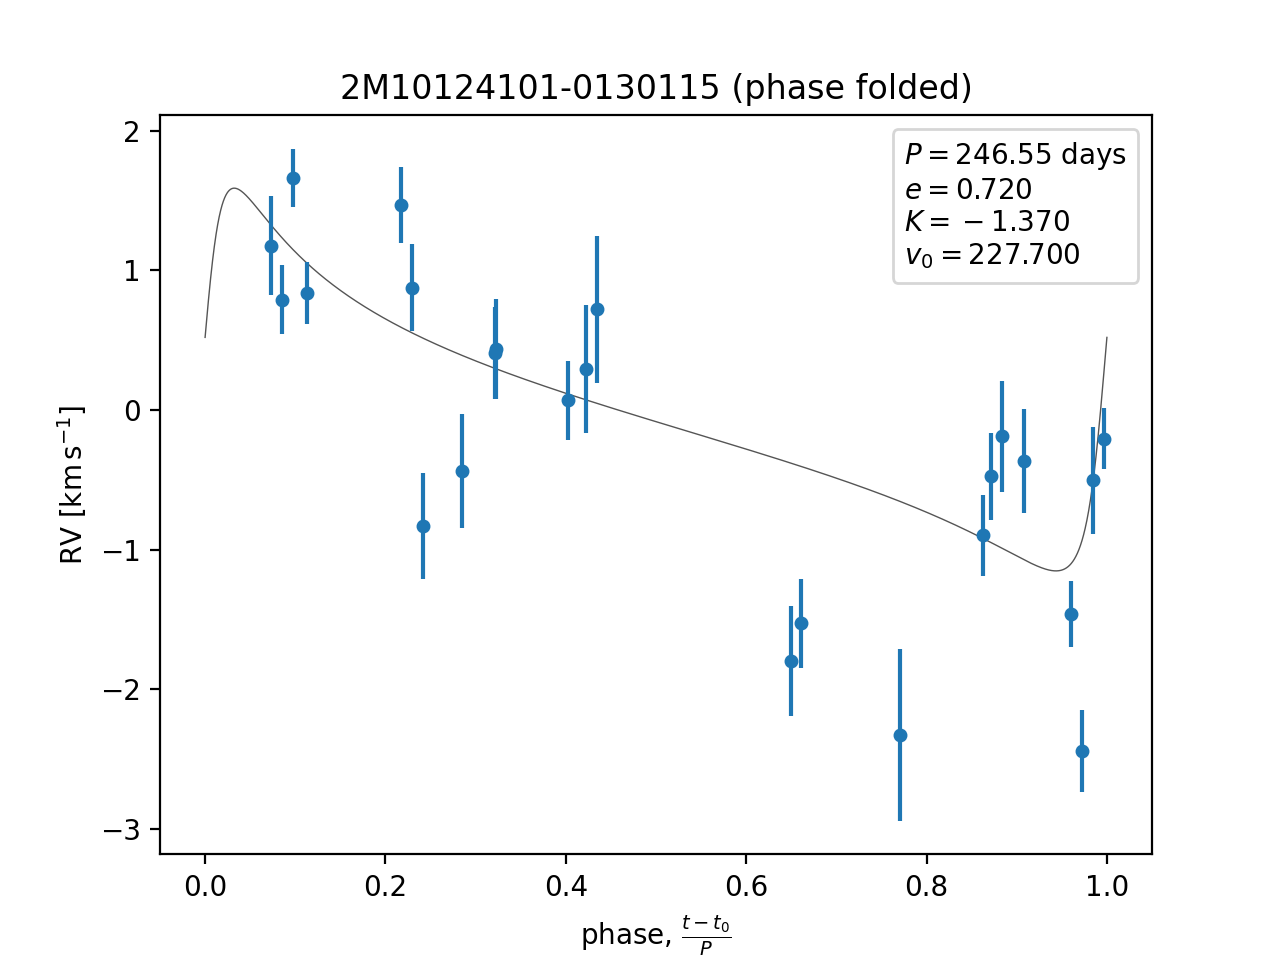 2M10124101-0130115 (phase folded)
P = 246.55 days
e = 0.720
K = −1.370
v₀ = 227.700
RV [km s⁻¹]
2
1
0
−1
−2
−3
0.0 0.2 0.4 0.6 0.8 1.0
phase, (t − t₀)/P